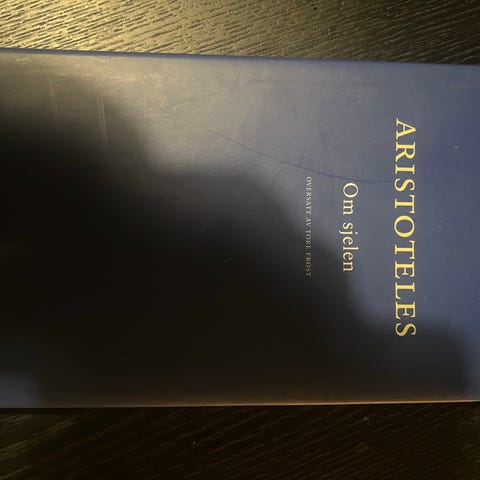 ARISTOTELES
Om sjelen
OVERSATT AV TORE FROST